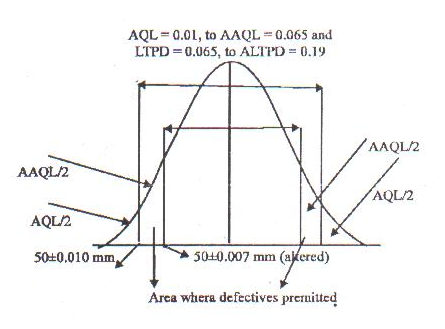 AQL = 0.01, to AAQL = 0.065 and
LTPD = 0.065, to ALTPD = 0.19
AAQL/2
AAQL/2
AQL/2
AQL/2
50±0.010 mm
50±0.007 mm (altered)
Area whera defectives premitted